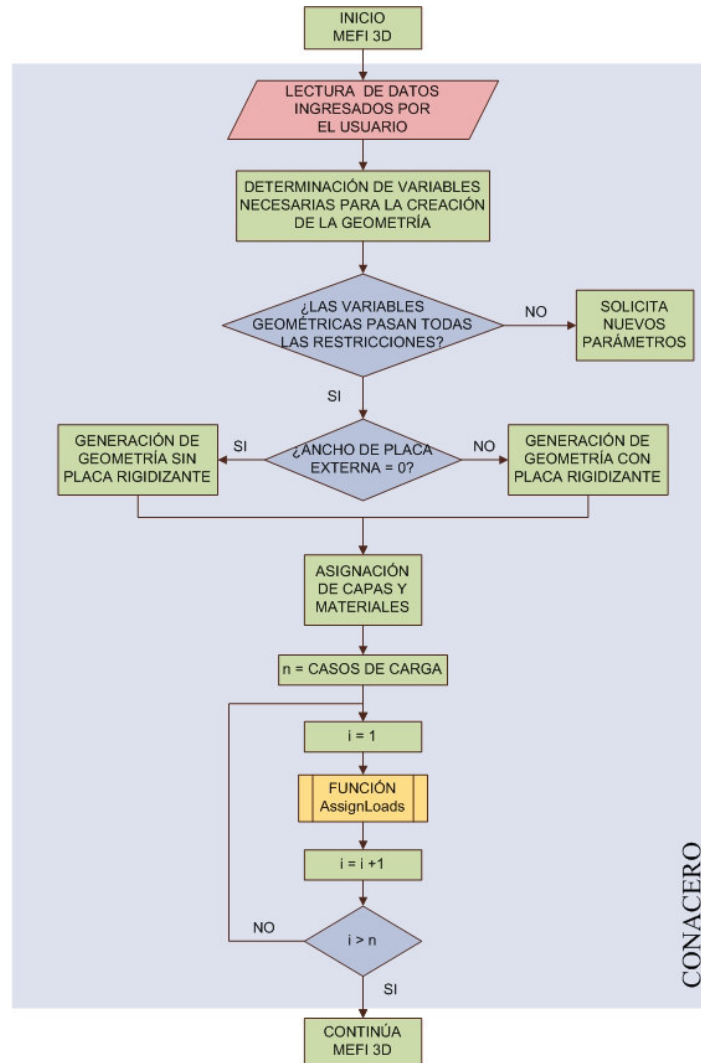 INICIO
MEFI 3D
LECTURA DE DATOS
INGRESADOS POR
EL USUARIO
DETERMINACIÓN DE VARIABLES
NECESARIAS PARA LA CREACIÓN
DE LA GEOMETRÍA
¿LAS VARIABLES
GEOMÉTRICAS PASAN TODAS
LAS RESTRICCIONES?
NO
SOLICITA
NUEVOS
PARÁMETROS
SI
GENERACIÓN DE
GEOMETRÍA SIN
PLACA RIGIDIZANTE
SI
¿ANCHO DE PLACA
EXTERNA = 0?
NO
GENERACIÓN DE
GEOMETRÍA CON
PLACA RIGIDIZANTE
ASIGNACIÓN
DE CAPAS Y
MATERIALES
n = CASOS DE CARGA
i = 1
FUNCIÓN
AssignLoads
i = i +1
NO
i > n
SI
CONACERO
CONTINÚA
MEFI 3D